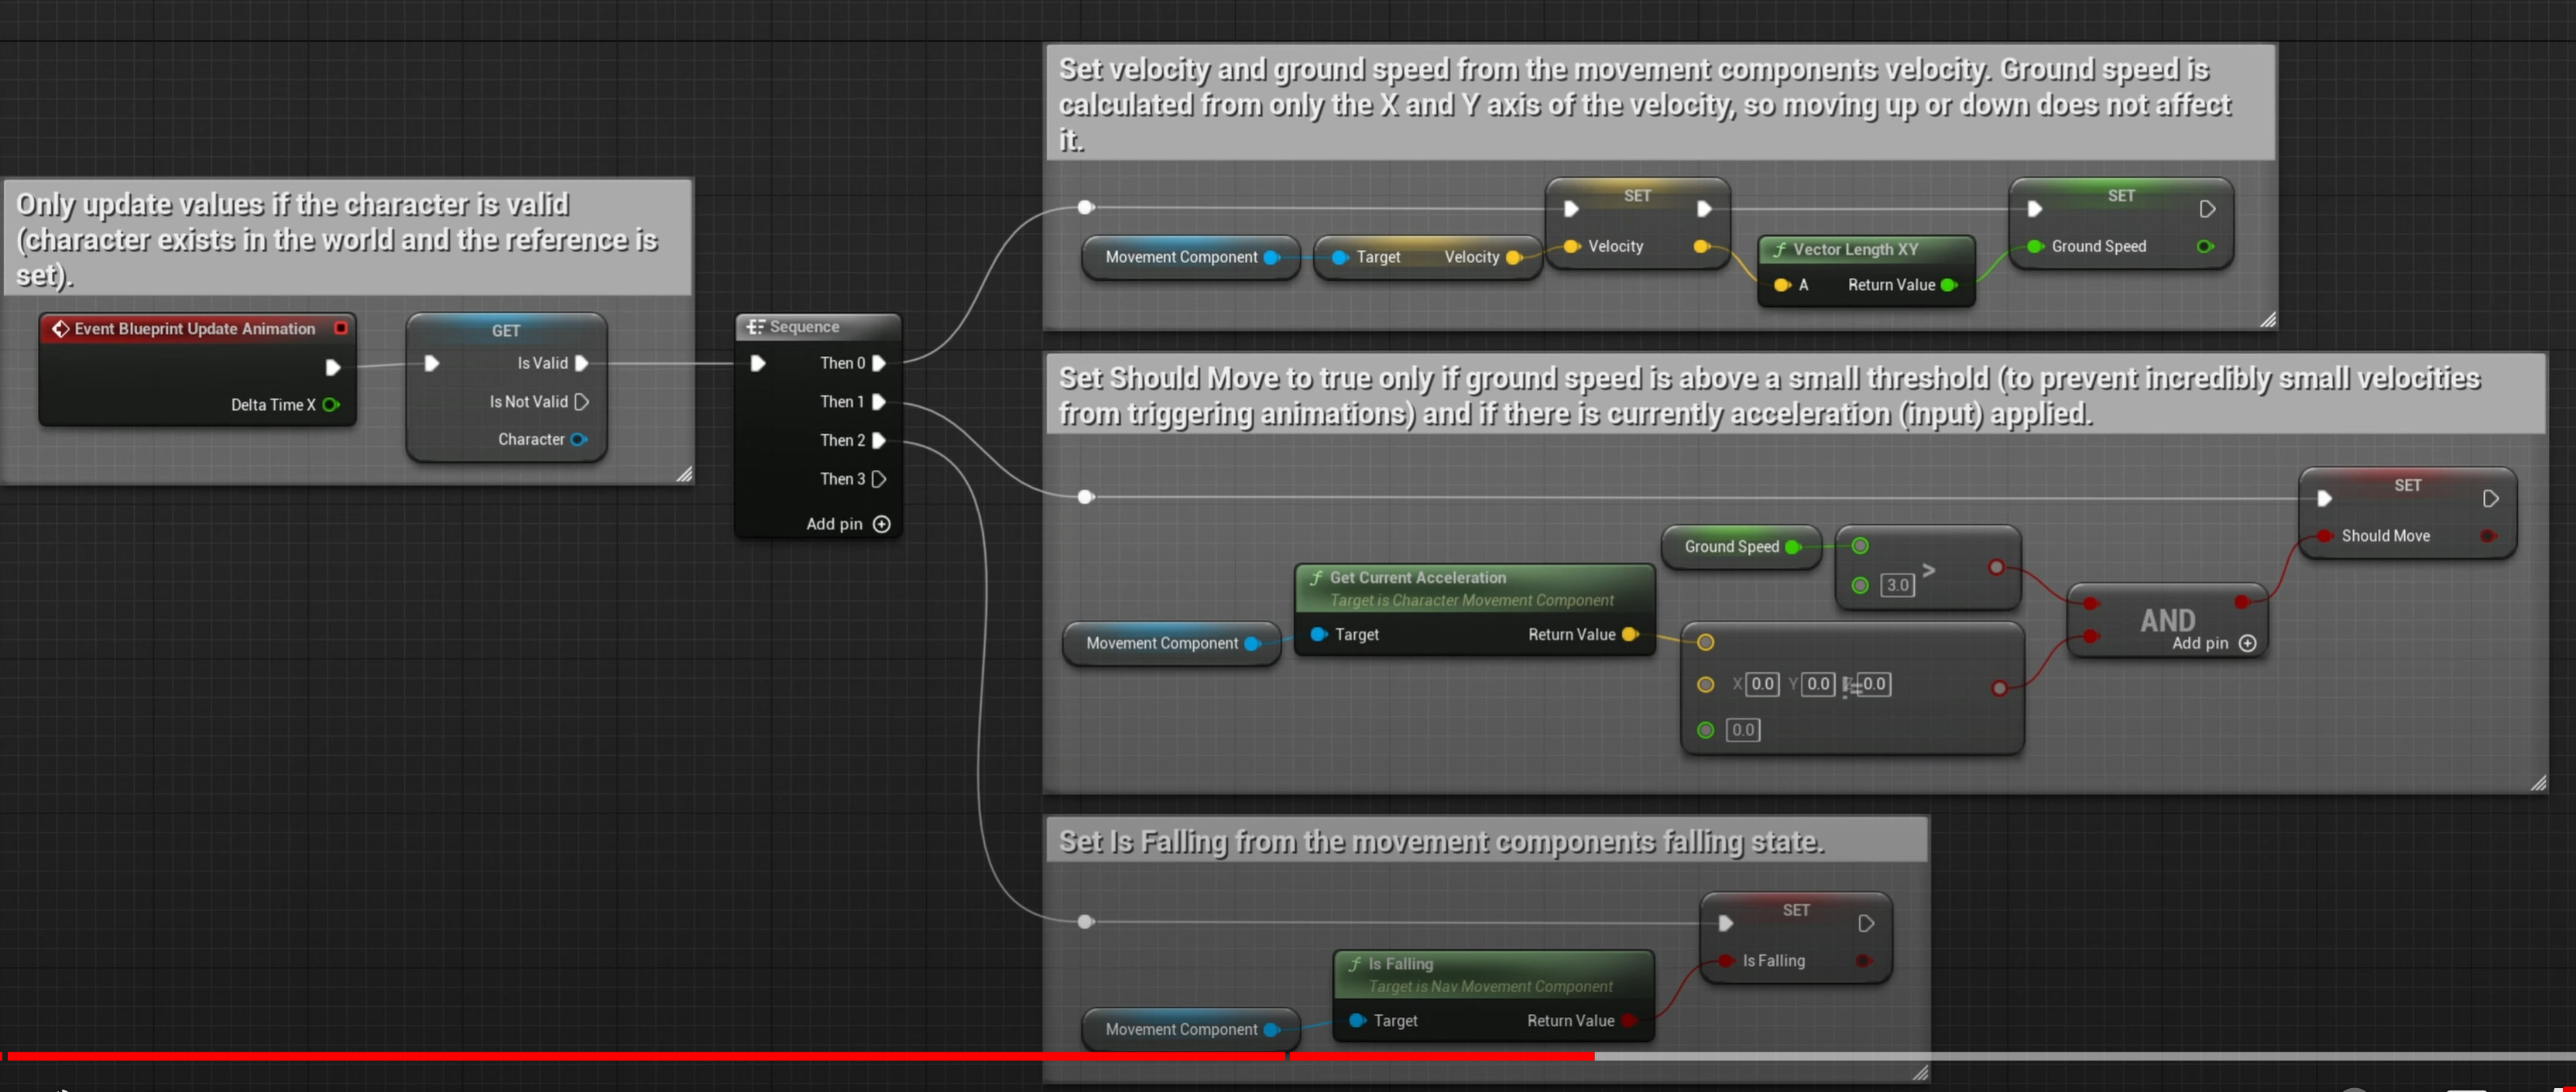 Only update values if the character is valid
(character exists in the world and the reference is
set).
Event Blueprint Update Animation
Delta Time X
GET
Is Valid
Is Not Valid
Character
Sequence
Then 0
Then 1
Then 2
Then 3
Add pin
Set velocity and ground speed from the movement components velocity. Ground speed is
calculated from only the X and Y axis of the velocity, so moving up or down does not affect
it.
Movement Component
Target Velocity
SET
Velocity
Vector Length XY
A Return Value
SET
Ground Speed
Set Should Move to true only if ground speed is above a small threshold (to prevent incredibly small velocities
from triggering animations) and if there is currently acceleration (input) applied.
Movement Component
Get Current Acceleration
Target is Character Movement Component
Target Return Value
Ground Speed
3.0 >
X 0.0 Y 0.0 != 0.0
0.0
AND
Add pin
SET
Should Move
Set Is Falling from the movement components falling state.
Movement Component
Is Falling
Target is Nav Movement Component
Target Return Value
SET
Is Falling